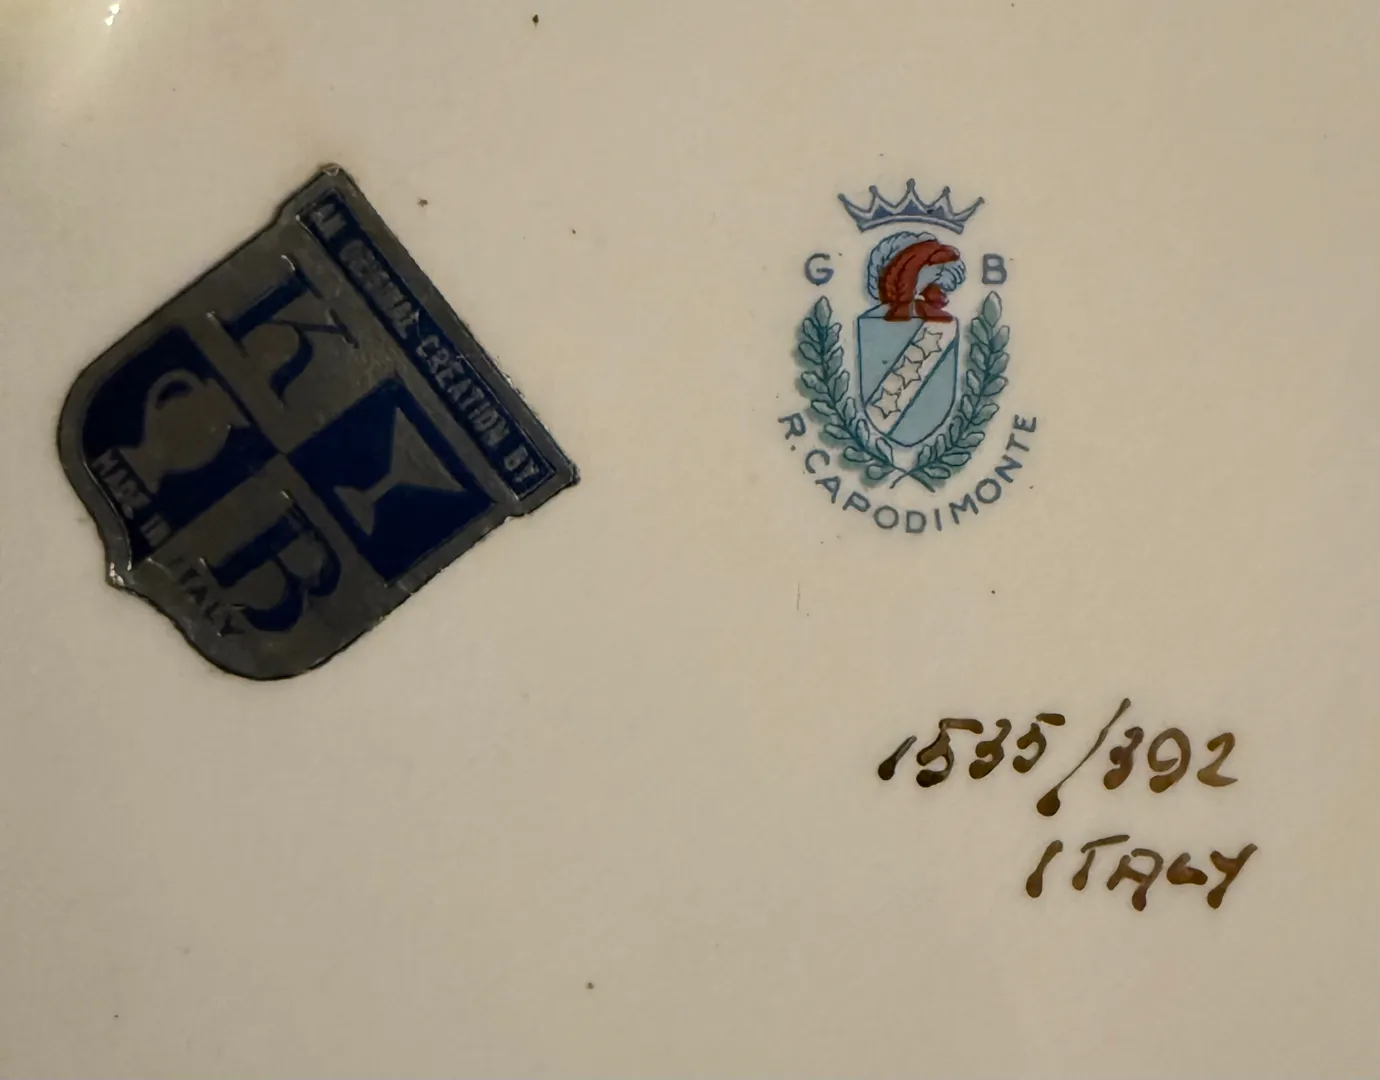 AN ORIGINAL CREATION BY
K
B
MADE IN ITALY
G B
R. CAPODIMONTE
1535/392
ITALY